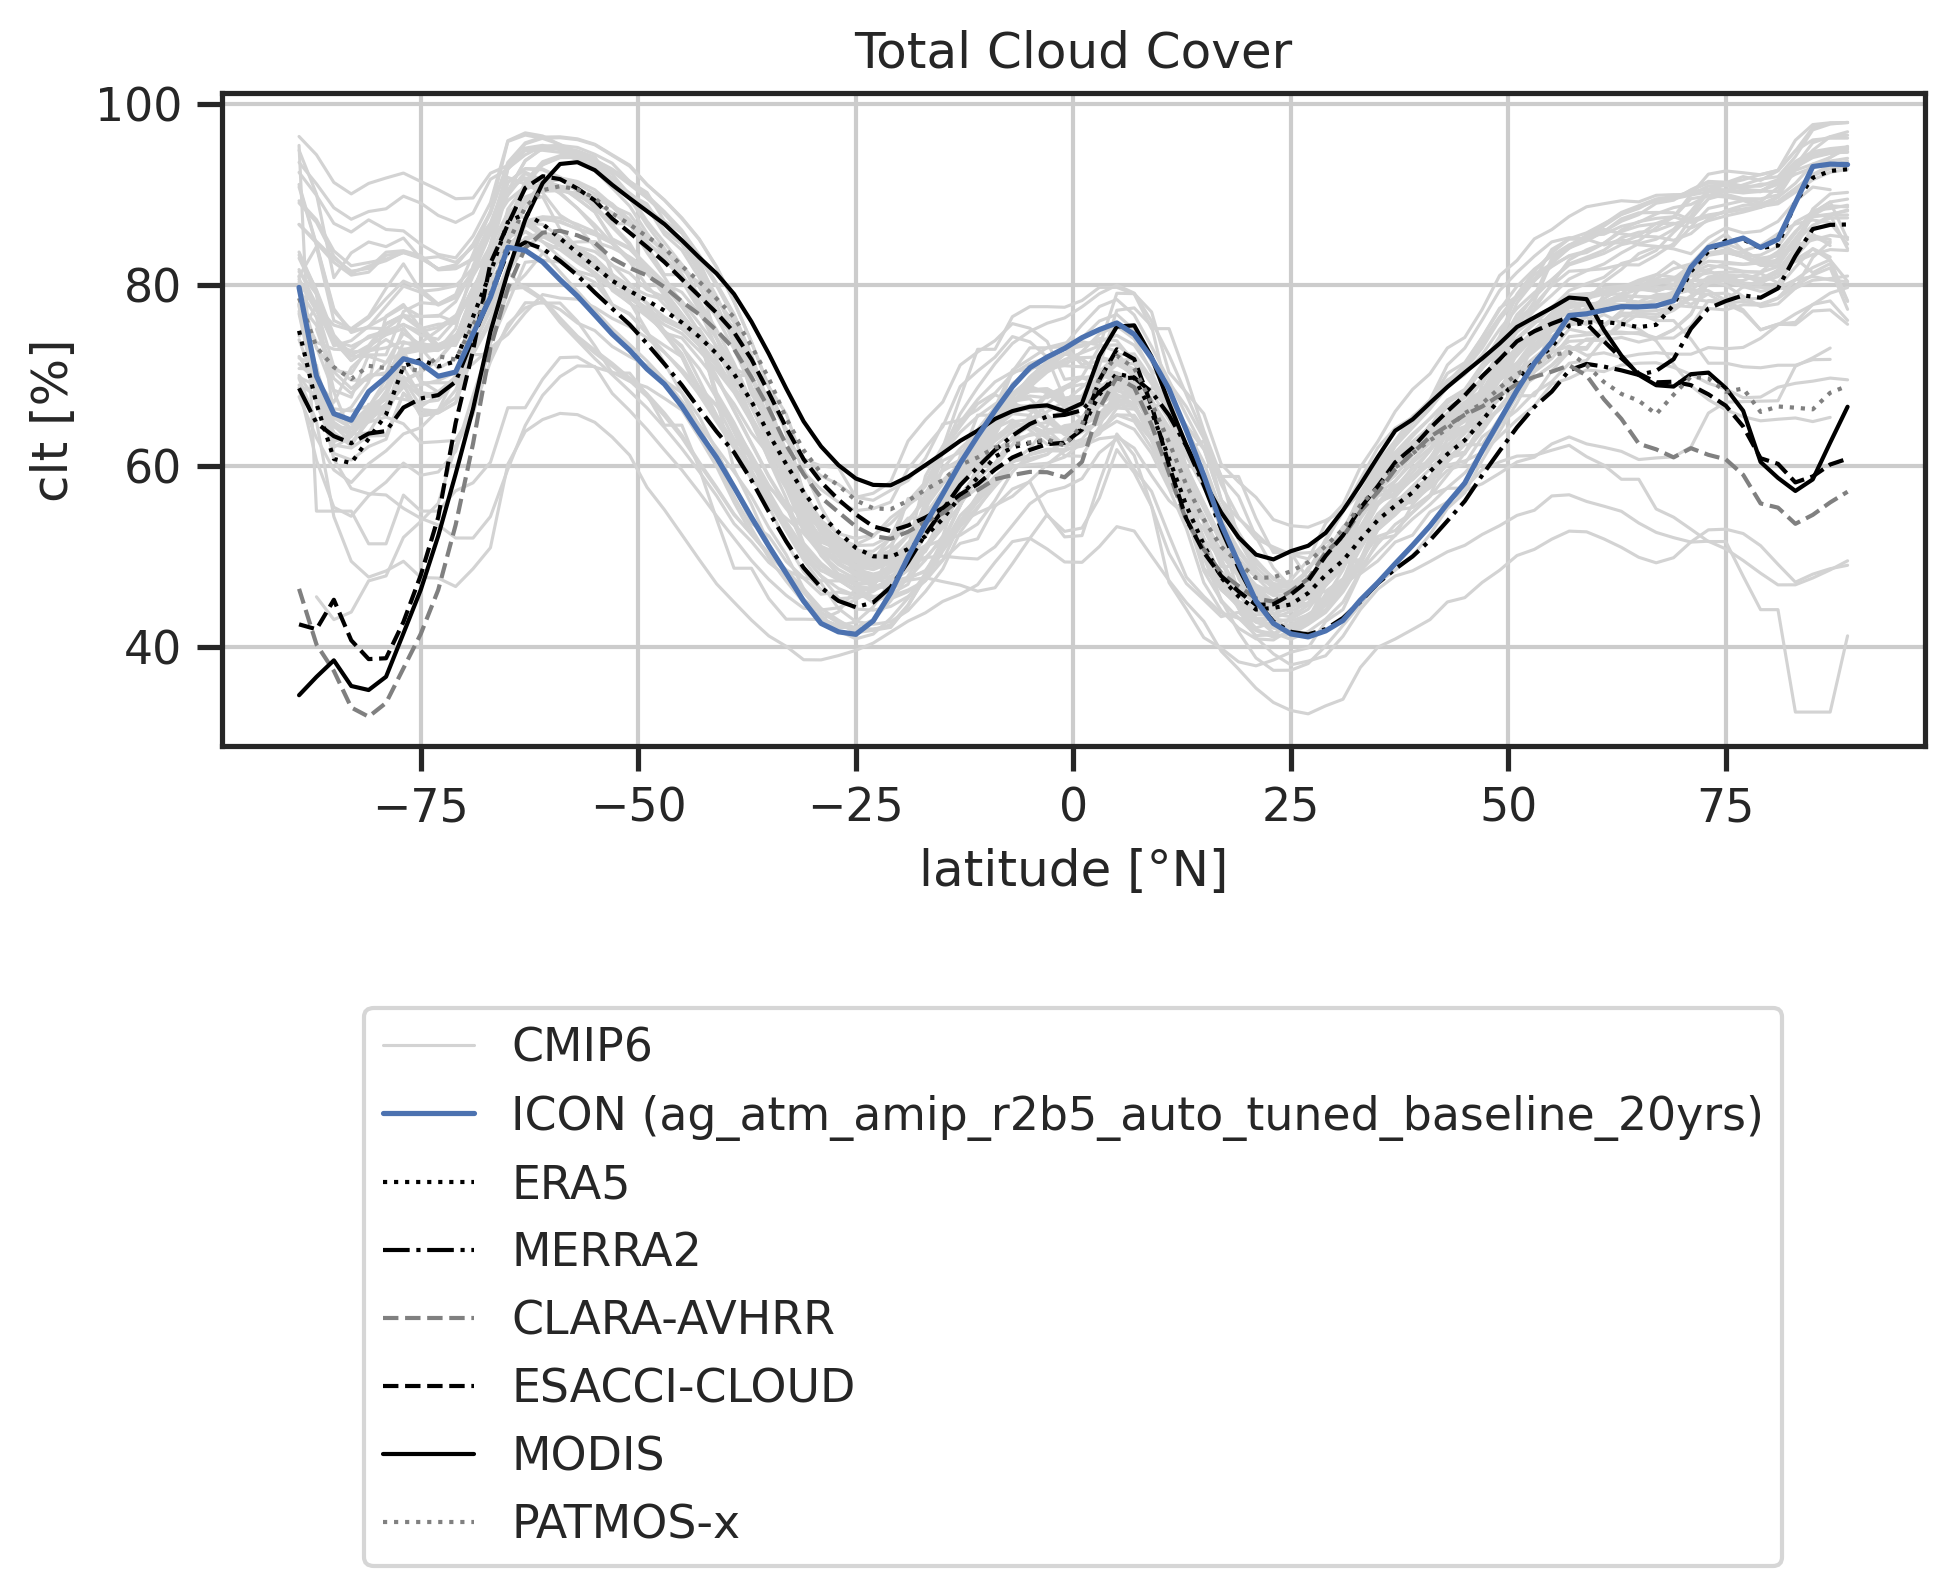 Total Cloud Cover
100
80
60
40
clt [%]
−75 −50 −25 0 25 50 75
latitude [°N]
CMIP6
ICON (ag_atm_amip_r2b5_auto_tuned_baseline_20yrs)
ERA5
MERRA2
CLARA-AVHRR
ESACCI-CLOUD
MODIS
PATMOS-x